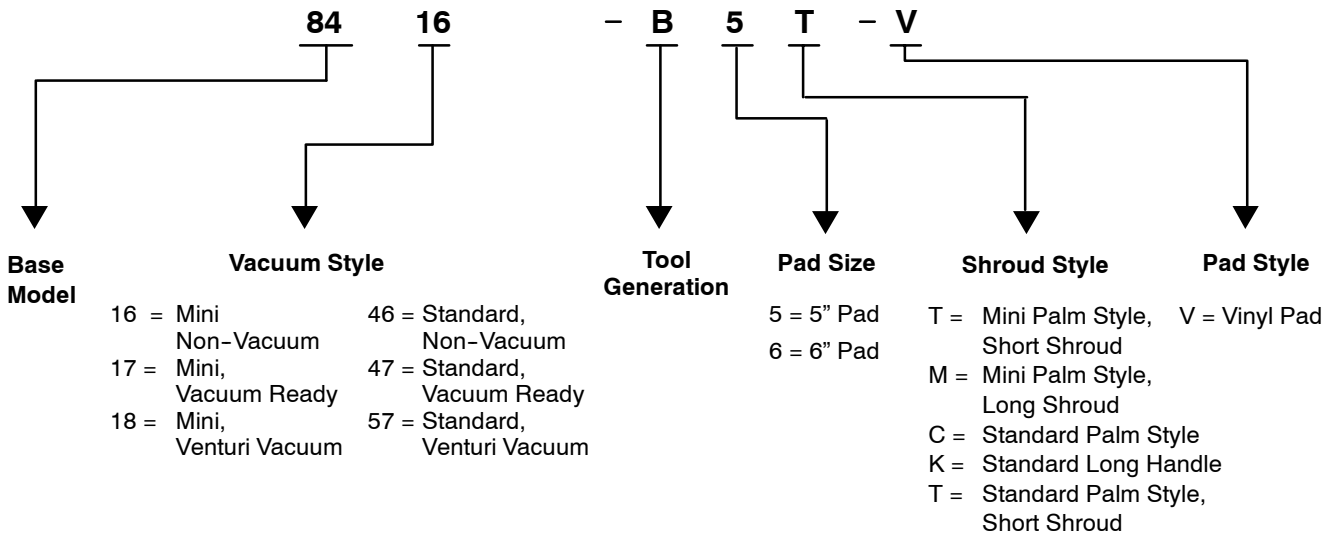 84 16 – B 5 T – V
Base
Model
Vacuum Style
16 = Mini
Non-Vacuum
17 = Mini,
Vacuum Ready
18 = Mini,
Venturi Vacuum
46 = Standard,
Non-Vacuum
47 = Standard,
Vacuum Ready
57 = Standard,
Venturi Vacuum
Tool
Generation
Pad Size
5 = 5” Pad
6 = 6” Pad
Shroud Style
T = Mini Palm Style,
Short Shroud
M = Mini Palm Style,
Long Shroud
C = Standard Palm Style
K = Standard Long Handle
T = Standard Palm Style,
Short Shroud
Pad Style
V = Vinyl Pad